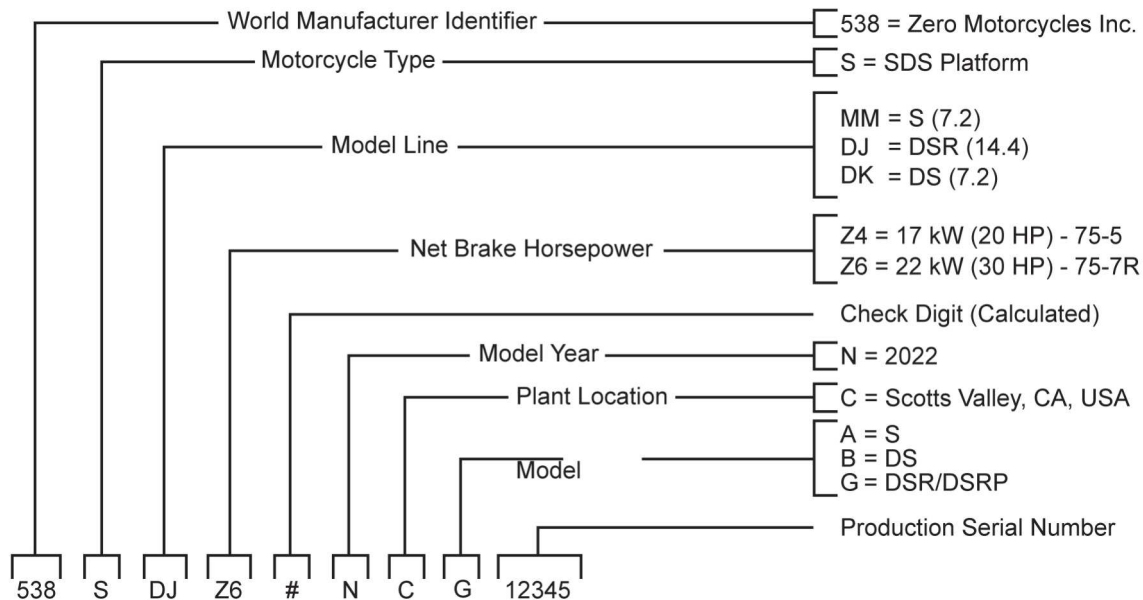 World Manufacturer Identifier
538 = Zero Motorcycles Inc.
Motorcycle Type
S = SDS Platform
Model Line
MM = S (7.2)
DJ = DSR (14.4)
DK = DS (7.2)
Net Brake Horsepower
Z4 = 17 kW (20 HP) - 75-5
Z6 = 22 kW (30 HP) - 75-7R
Check Digit (Calculated)
Model Year
N = 2022
Plant Location
C = Scotts Valley, CA, USA
Model
A = S
B = DS
G = DSR/DSRP
Production Serial Number
538 S DJ Z6 # N C G 12345